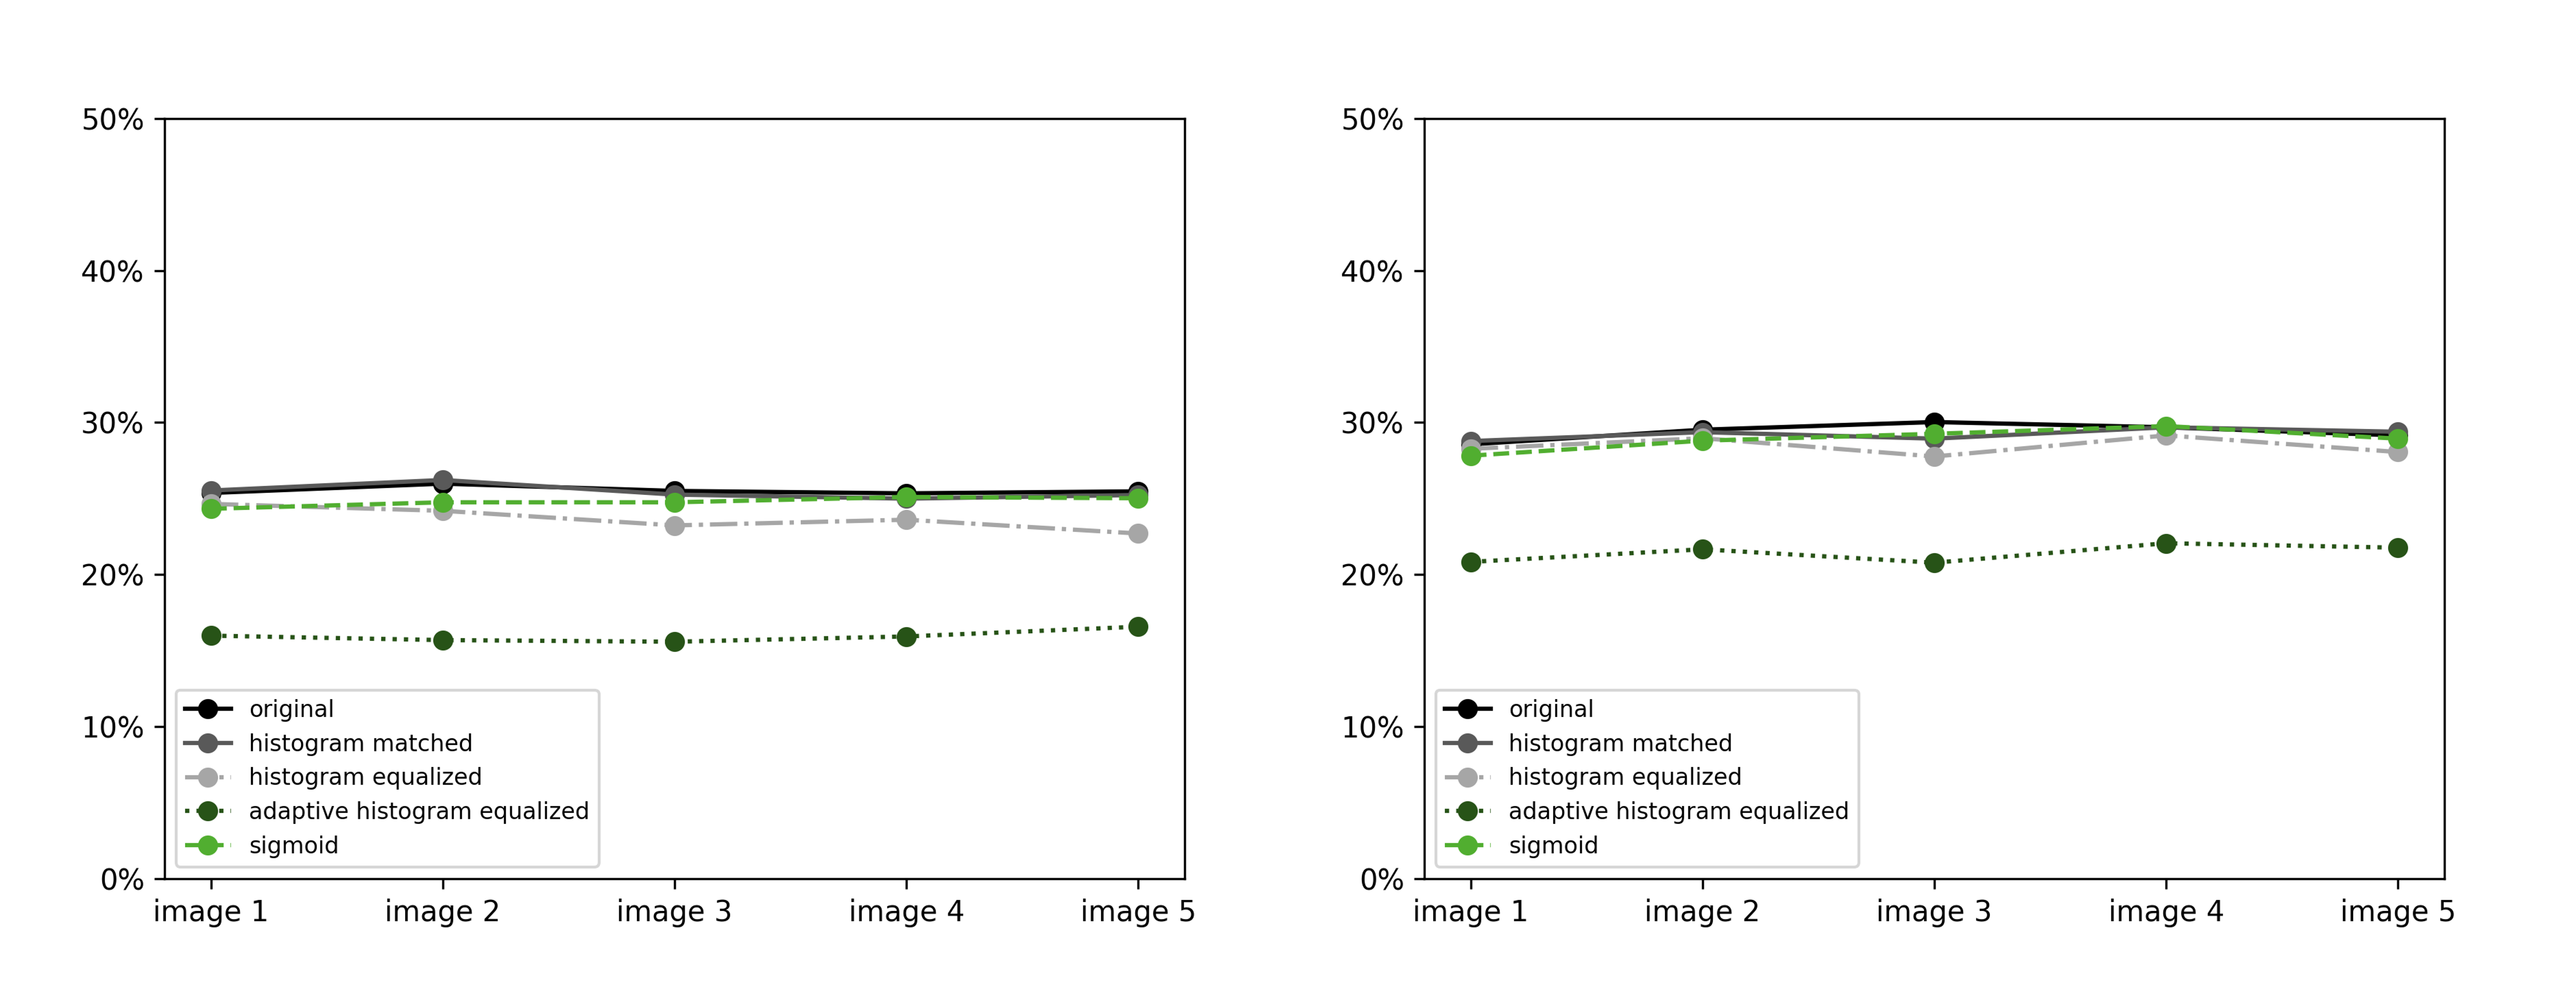 50%
40%
30%
20%
10%
0%
original
histogram matched
histogram equalized
adaptive histogram equalized
sigmoid
image 1 image 2 image 3 image 4 image 5
50%
40%
30%
20%
10%
0%
original
histogram matched
histogram equalized
adaptive histogram equalized
sigmoid
image 1 image 2 image 3 image 4 image 5